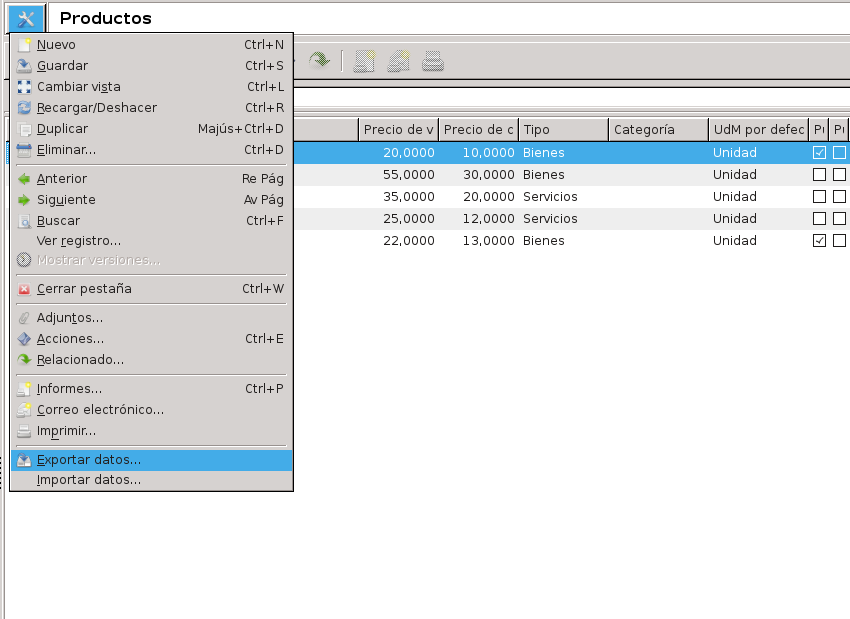 Productos
Nuevo Ctrl+N
Guardar Ctrl+S
Cambiar vista Ctrl+L
Recargar/Deshacer Ctrl+R
Duplicar Majús+Ctrl+D
Eliminar... Ctrl+D
Anterior Re Pág
Siguiente Av Pág
Buscar Ctrl+F
Ver registro...
Mostrar versiones...
Cerrar pestaña Ctrl+W
Adjuntos...
Acciones... Ctrl+E
Relacionado...
Informes... Ctrl+P
Correo electrónico...
Imprimir...
Exportar datos...
Importar datos...
Precio de v Precio de c Tipo Categoría UdM por defec
20,0000 10,0000 Bienes Unidad
55,0000 30,0000 Bienes Unidad
35,0000 20,0000 Servicios Unidad
25,0000 12,0000 Servicios Unidad
22,0000 13,0000 Bienes Unidad